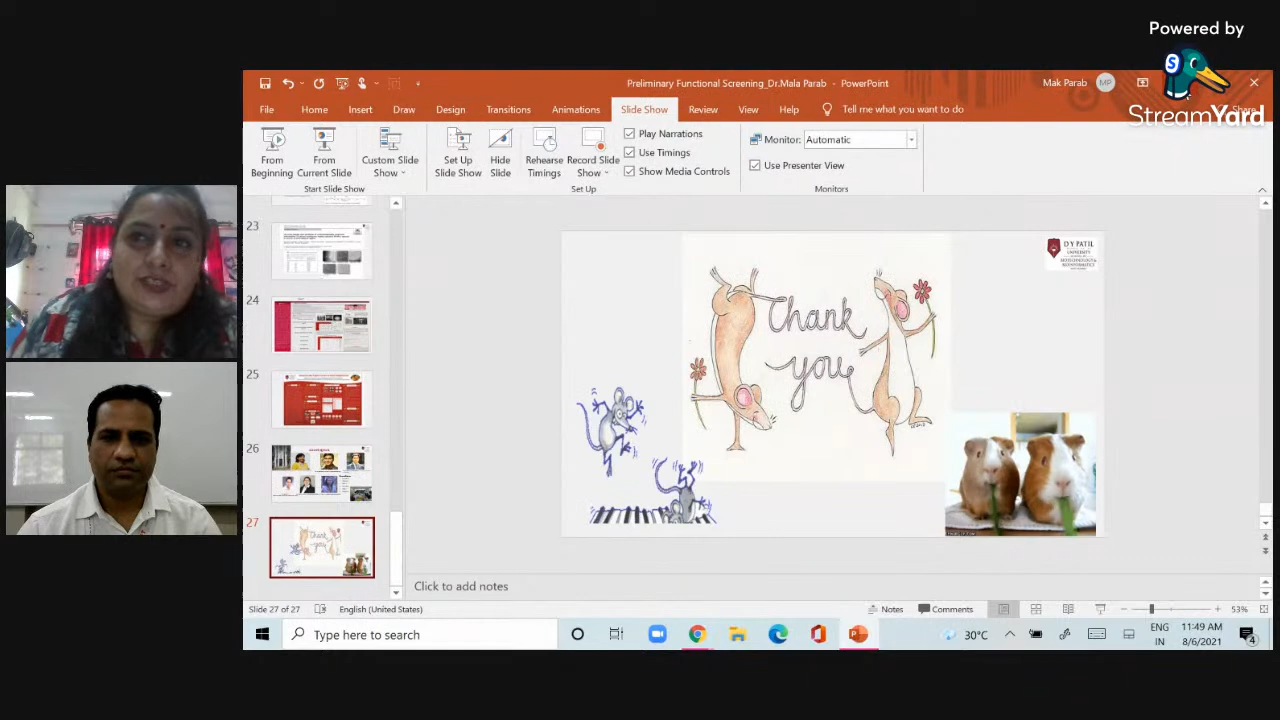 Powered by
StreamYard
Preliminary Functional Screening_Dr.Mala Parab - PowerPoint
Mak Parab
MP
File
Home
Insert
Draw
Design
Transitions
Animations
Slide Show
Review
View
Help
Tell me what you want to do
Share
From Beginning
From Current Slide
Custom Slide Show
Set Up Slide Show
Hide Slide
Rehearse Timings
Record Slide Show
Play Narrations
Use Timings
Show Media Controls
Monitor:
Automatic
Use Presenter View
Start Slide Show
Set Up
Monitors
23
24
25
26
27
D Y PATIL
UNIVERSITY
Thank
you
Click to add notes
Slide 27 of 27
English (United States)
Notes
Comments
53%
Type here to search
30°C
ENG
IN
11:49 AM
8/6/2021
4